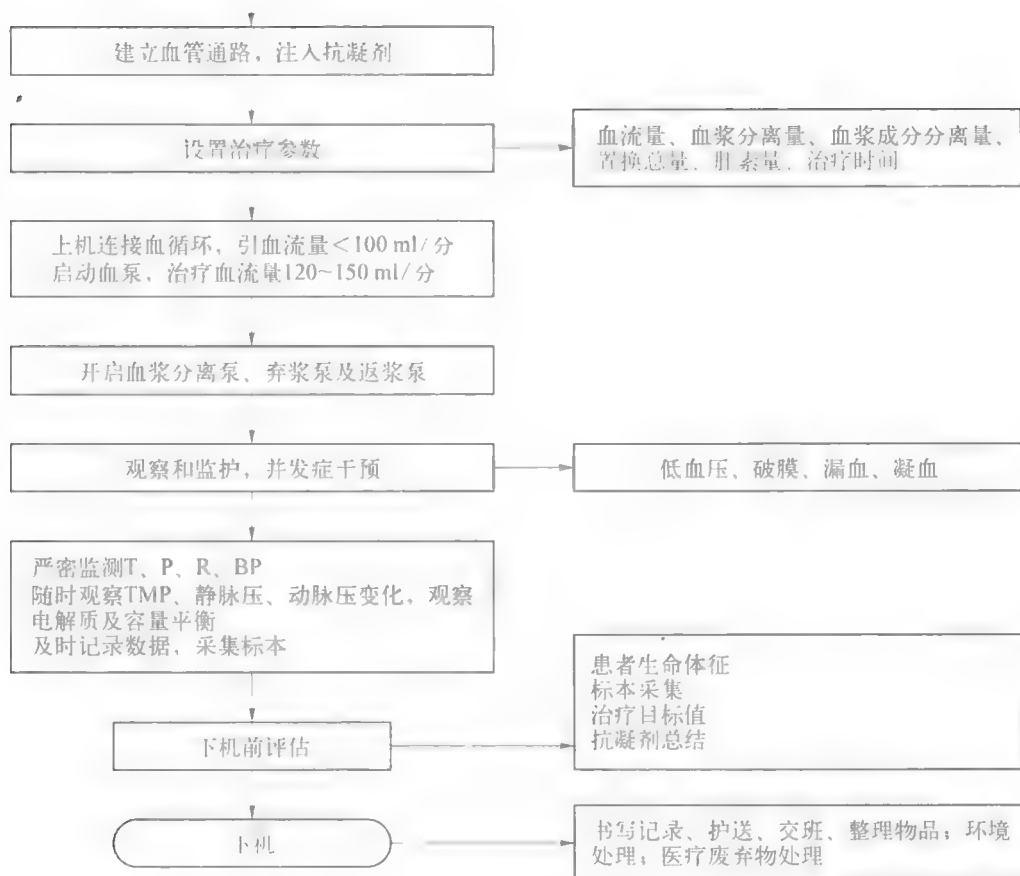 建立血管通路，注入抗凝剂
设置治疗参数
血流量、血浆分离量、血浆成分分离量、
置换总量、肝素量、治疗时间
上机连接血循环，引血流量<100 ml/分
启动血泵，治疗血流量120~150 ml/分
开启血浆分离泵、弃浆泵及返浆泵
观察和监护，并发症干预
低血压、破膜、漏血、凝血
严密监测T、P、R、BP
随时观察TMP、静脉压、动脉压变化，观察
电解质及容量平衡
及时记录数据，采集标本
患者生命体征
标本采集
治疗目标值
抗凝剂总结
下机前评估
下机
书写记录、护送、交班、整理物品；环境
处理；医疗废弃物处理